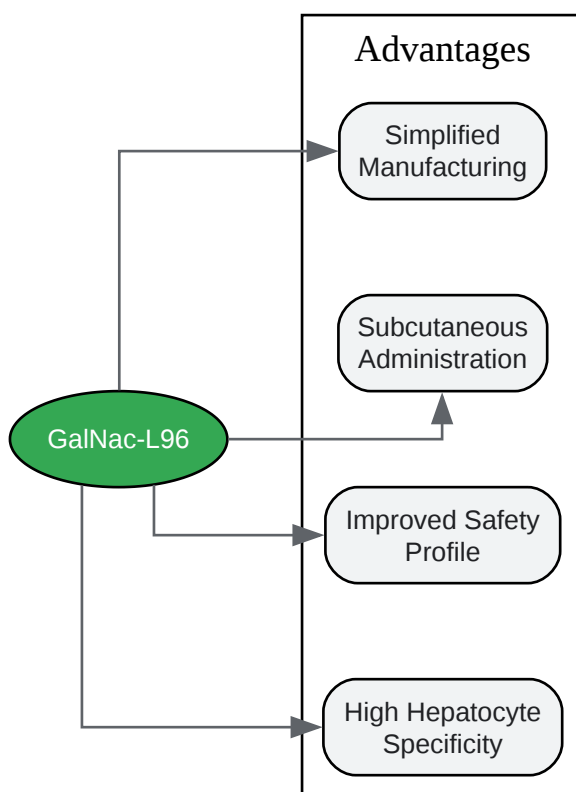 Advantages
Simplified
Manufacturing
Subcutaneous
Administration
GalNac-L96
Improved Safety
Profile
High Hepatocyte
Specificity